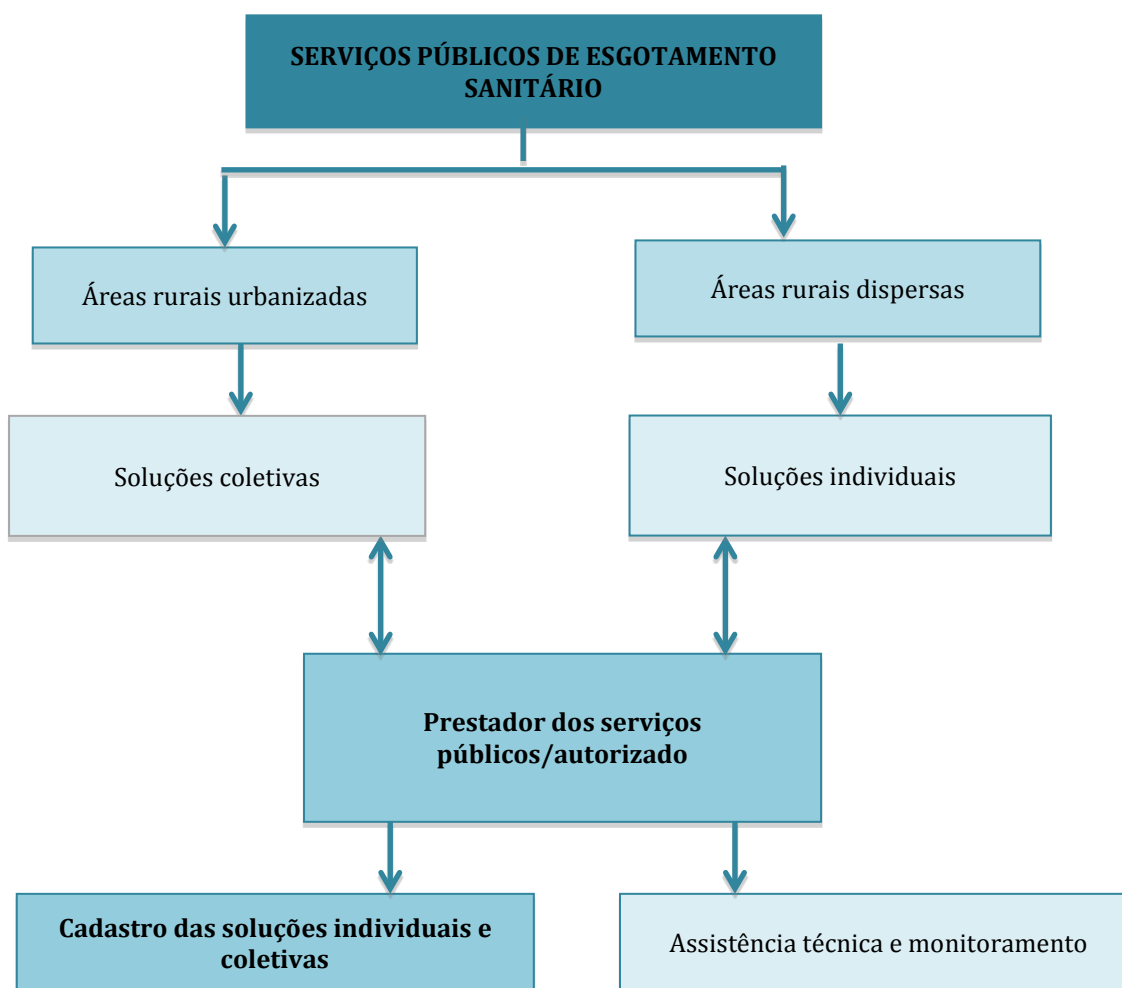 SERVIÇOS PÚBLICOS DE ESGOTAMENTO
SANITÁRIO
Áreas rurais urbanizadas
Áreas rurais dispersas
Soluções coletivas
Soluções individuais
Prestador dos serviços
públicos/autorizado
Cadastro das soluções individuais e
coletivas
Assistência técnica e monitoramento